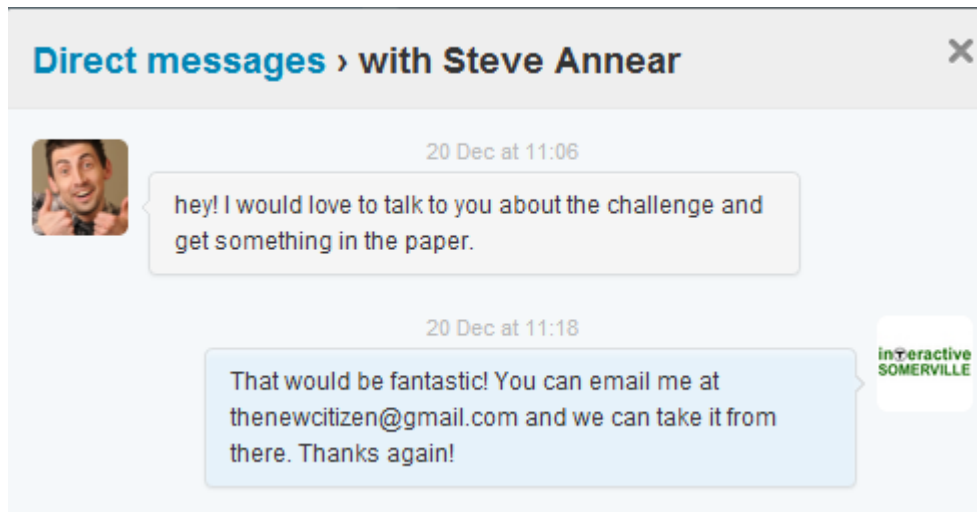 Direct messages › with Steve Annear
20 Dec at 11:06
hey! I would love to talk to you about the challenge and
get something in the paper.
20 Dec at 11:18
inTeractive
SOMERVILLE
That would be fantastic! You can email me at
thenewcitizen@gmail.com and we can take it from
there. Thanks again!